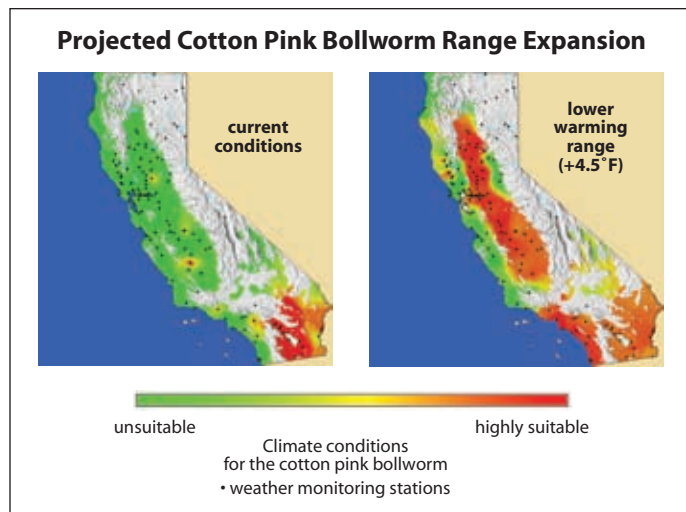 Projected Cotton Pink Bollworm Range Expansion
current
conditions
lower
warming
range
(+4.5˚F)
unsuitable
highly suitable
Climate conditions
for the cotton pink bollworm
• weather monitoring stations